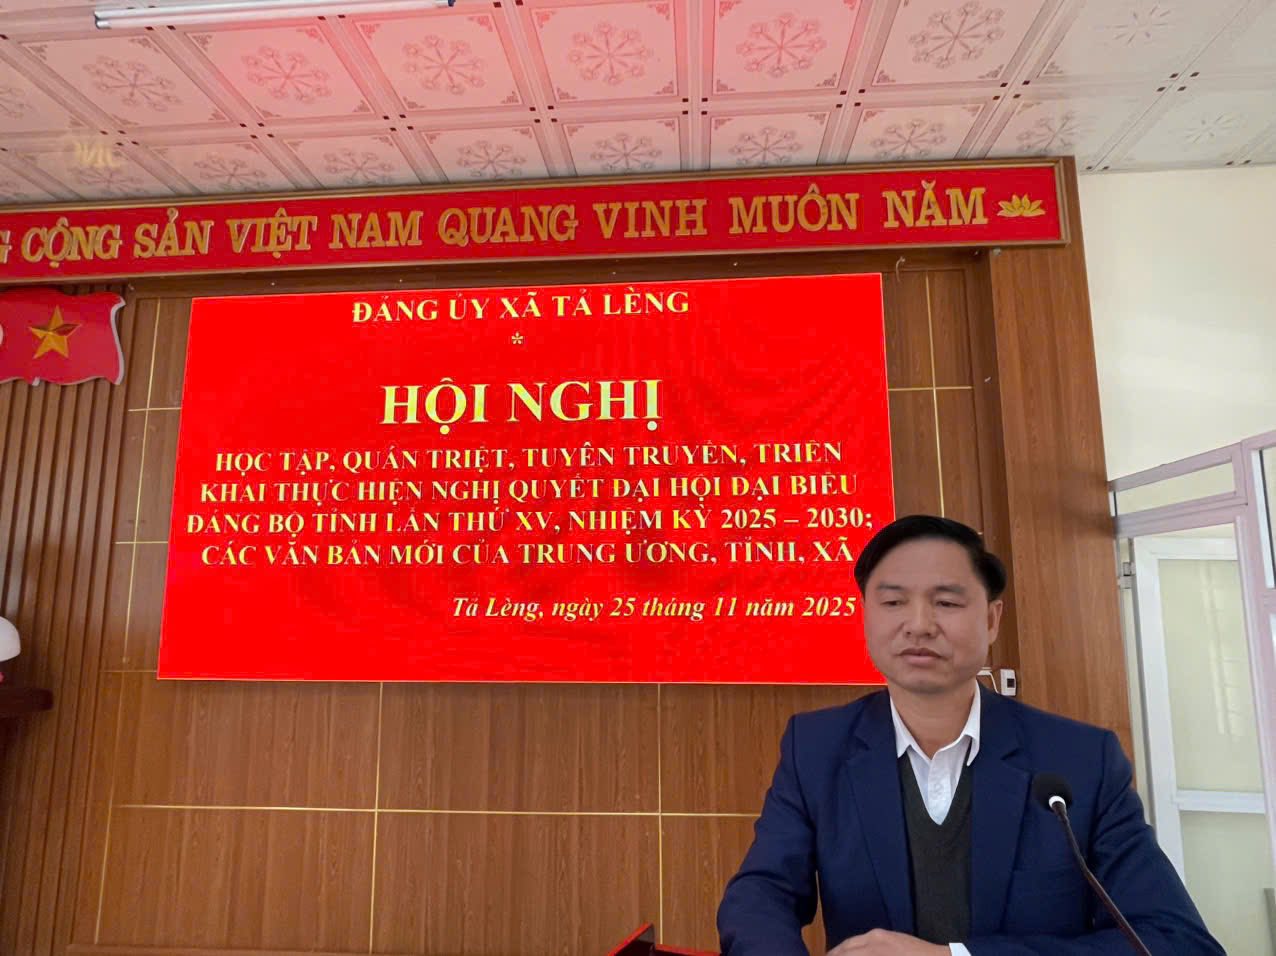 CỘNG SẢN VIỆT NAM QUANG VINH MUÔN NĂM
ĐẢNG ỦY XÃ TẢ LÈNG
*
HỘI NGHỊ
HỌC TẬP, QUÁN TRIỆT, TUYÊN TRUYỀN, TRIỂN
KHAI THỰC HIỆN NGHỊ QUYẾT ĐẠI HỘI ĐẠI BIỂU
ĐẢNG BỘ TỈNH LẦN THỨ XV, NHIỆM KỲ 2025 – 2030;
CÁC VĂN BẢN MỚI CỦA TRUNG ƯƠNG, TỈNH, XÃ
Tả Lèng, ngày 25 tháng 11 năm 2025